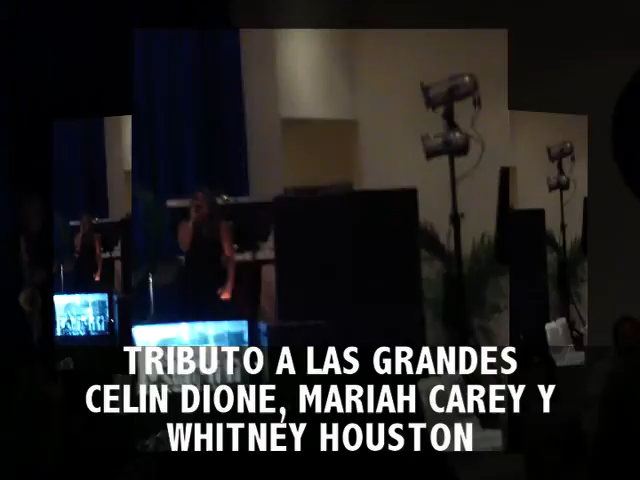 TRIBUTO A LAS GRANDES
CELIN DIONE, MARIAH CAREY Y
WHITNEY HOUSTON